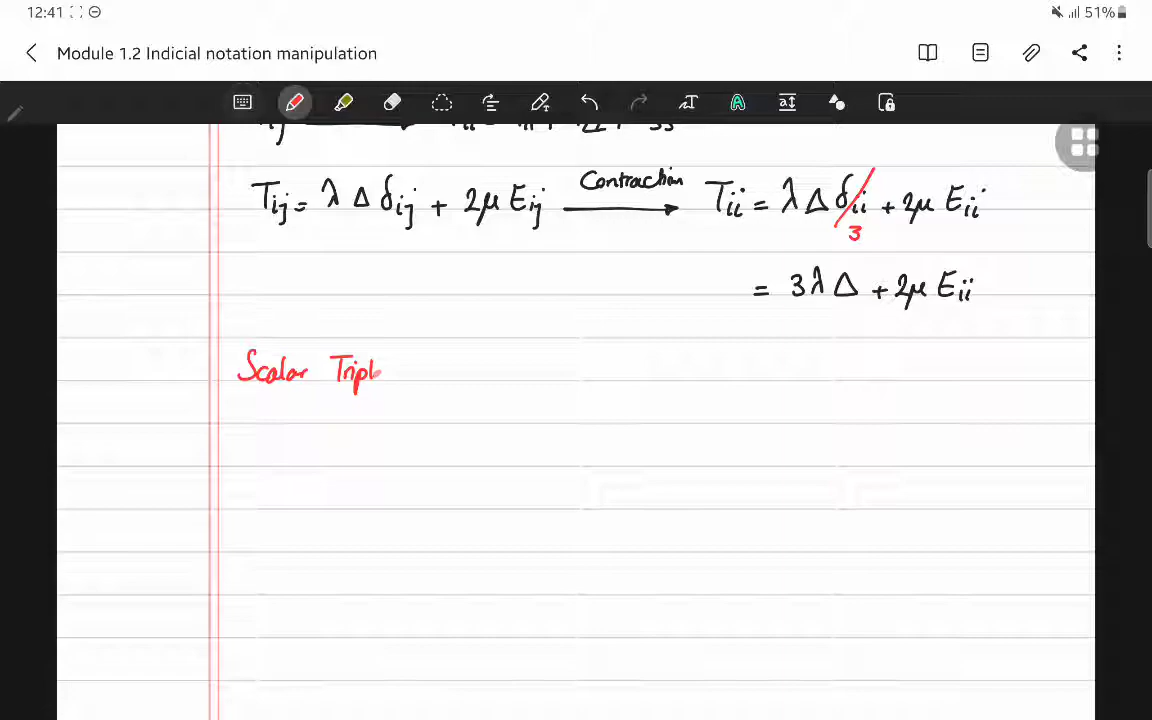 12:41 51%
Module 1.2 Indicial notation manipulation
Tij = λ Δ δij + 2μ Eij Contraction Tii = λ Δ δii + 2μ Eii
3
= 3λ Δ + 2μ Eii
Scalar Tripl